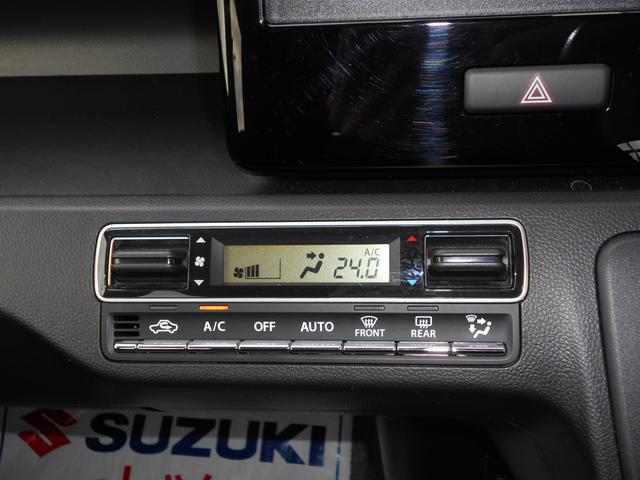 A/C
24.0
A/C OFF AUTO FRONT REAR
SUZUKI